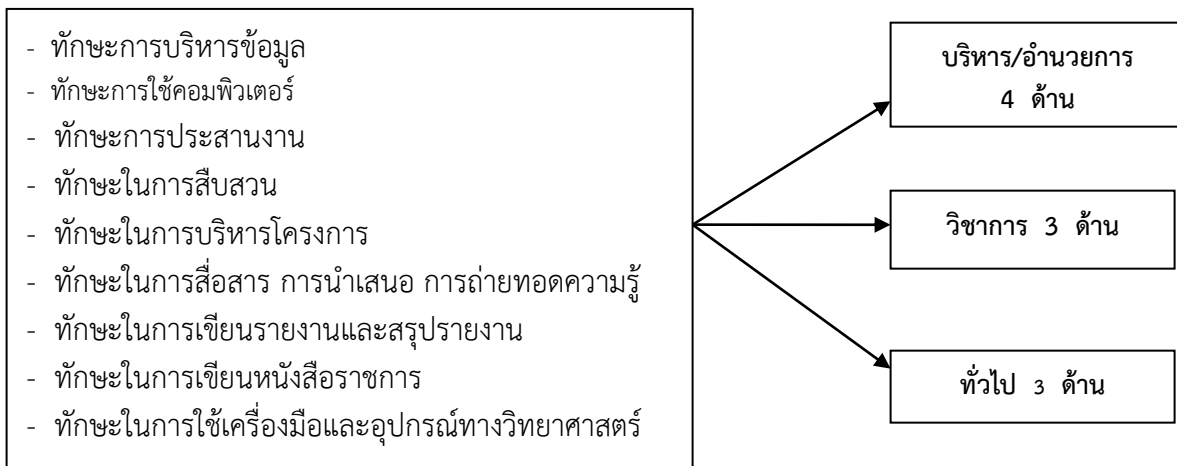 - ทักษะการบริหารข้อมูล
- ทักษะการใช้คอมพิวเตอร์
- ทักษะการประสานงาน
- ทักษะในการสืบสวน
- ทักษะในการบริหารโครงการ
- ทักษะในการสื่อสาร การนำเสนอ การถ่ายทอดความรู้
- ทักษะในการเขียนรายงานและสรุปรายงาน
- ทักษะในการเขียนหนังสือราชการ
- ทักษะในการใช้เครื่องมือและอุปกรณ์ทางวิทยาศาสตร์
บริหาร/อำนวยการ
4 ด้าน
วิชาการ 3 ด้าน
ทั่วไป 3 ด้าน